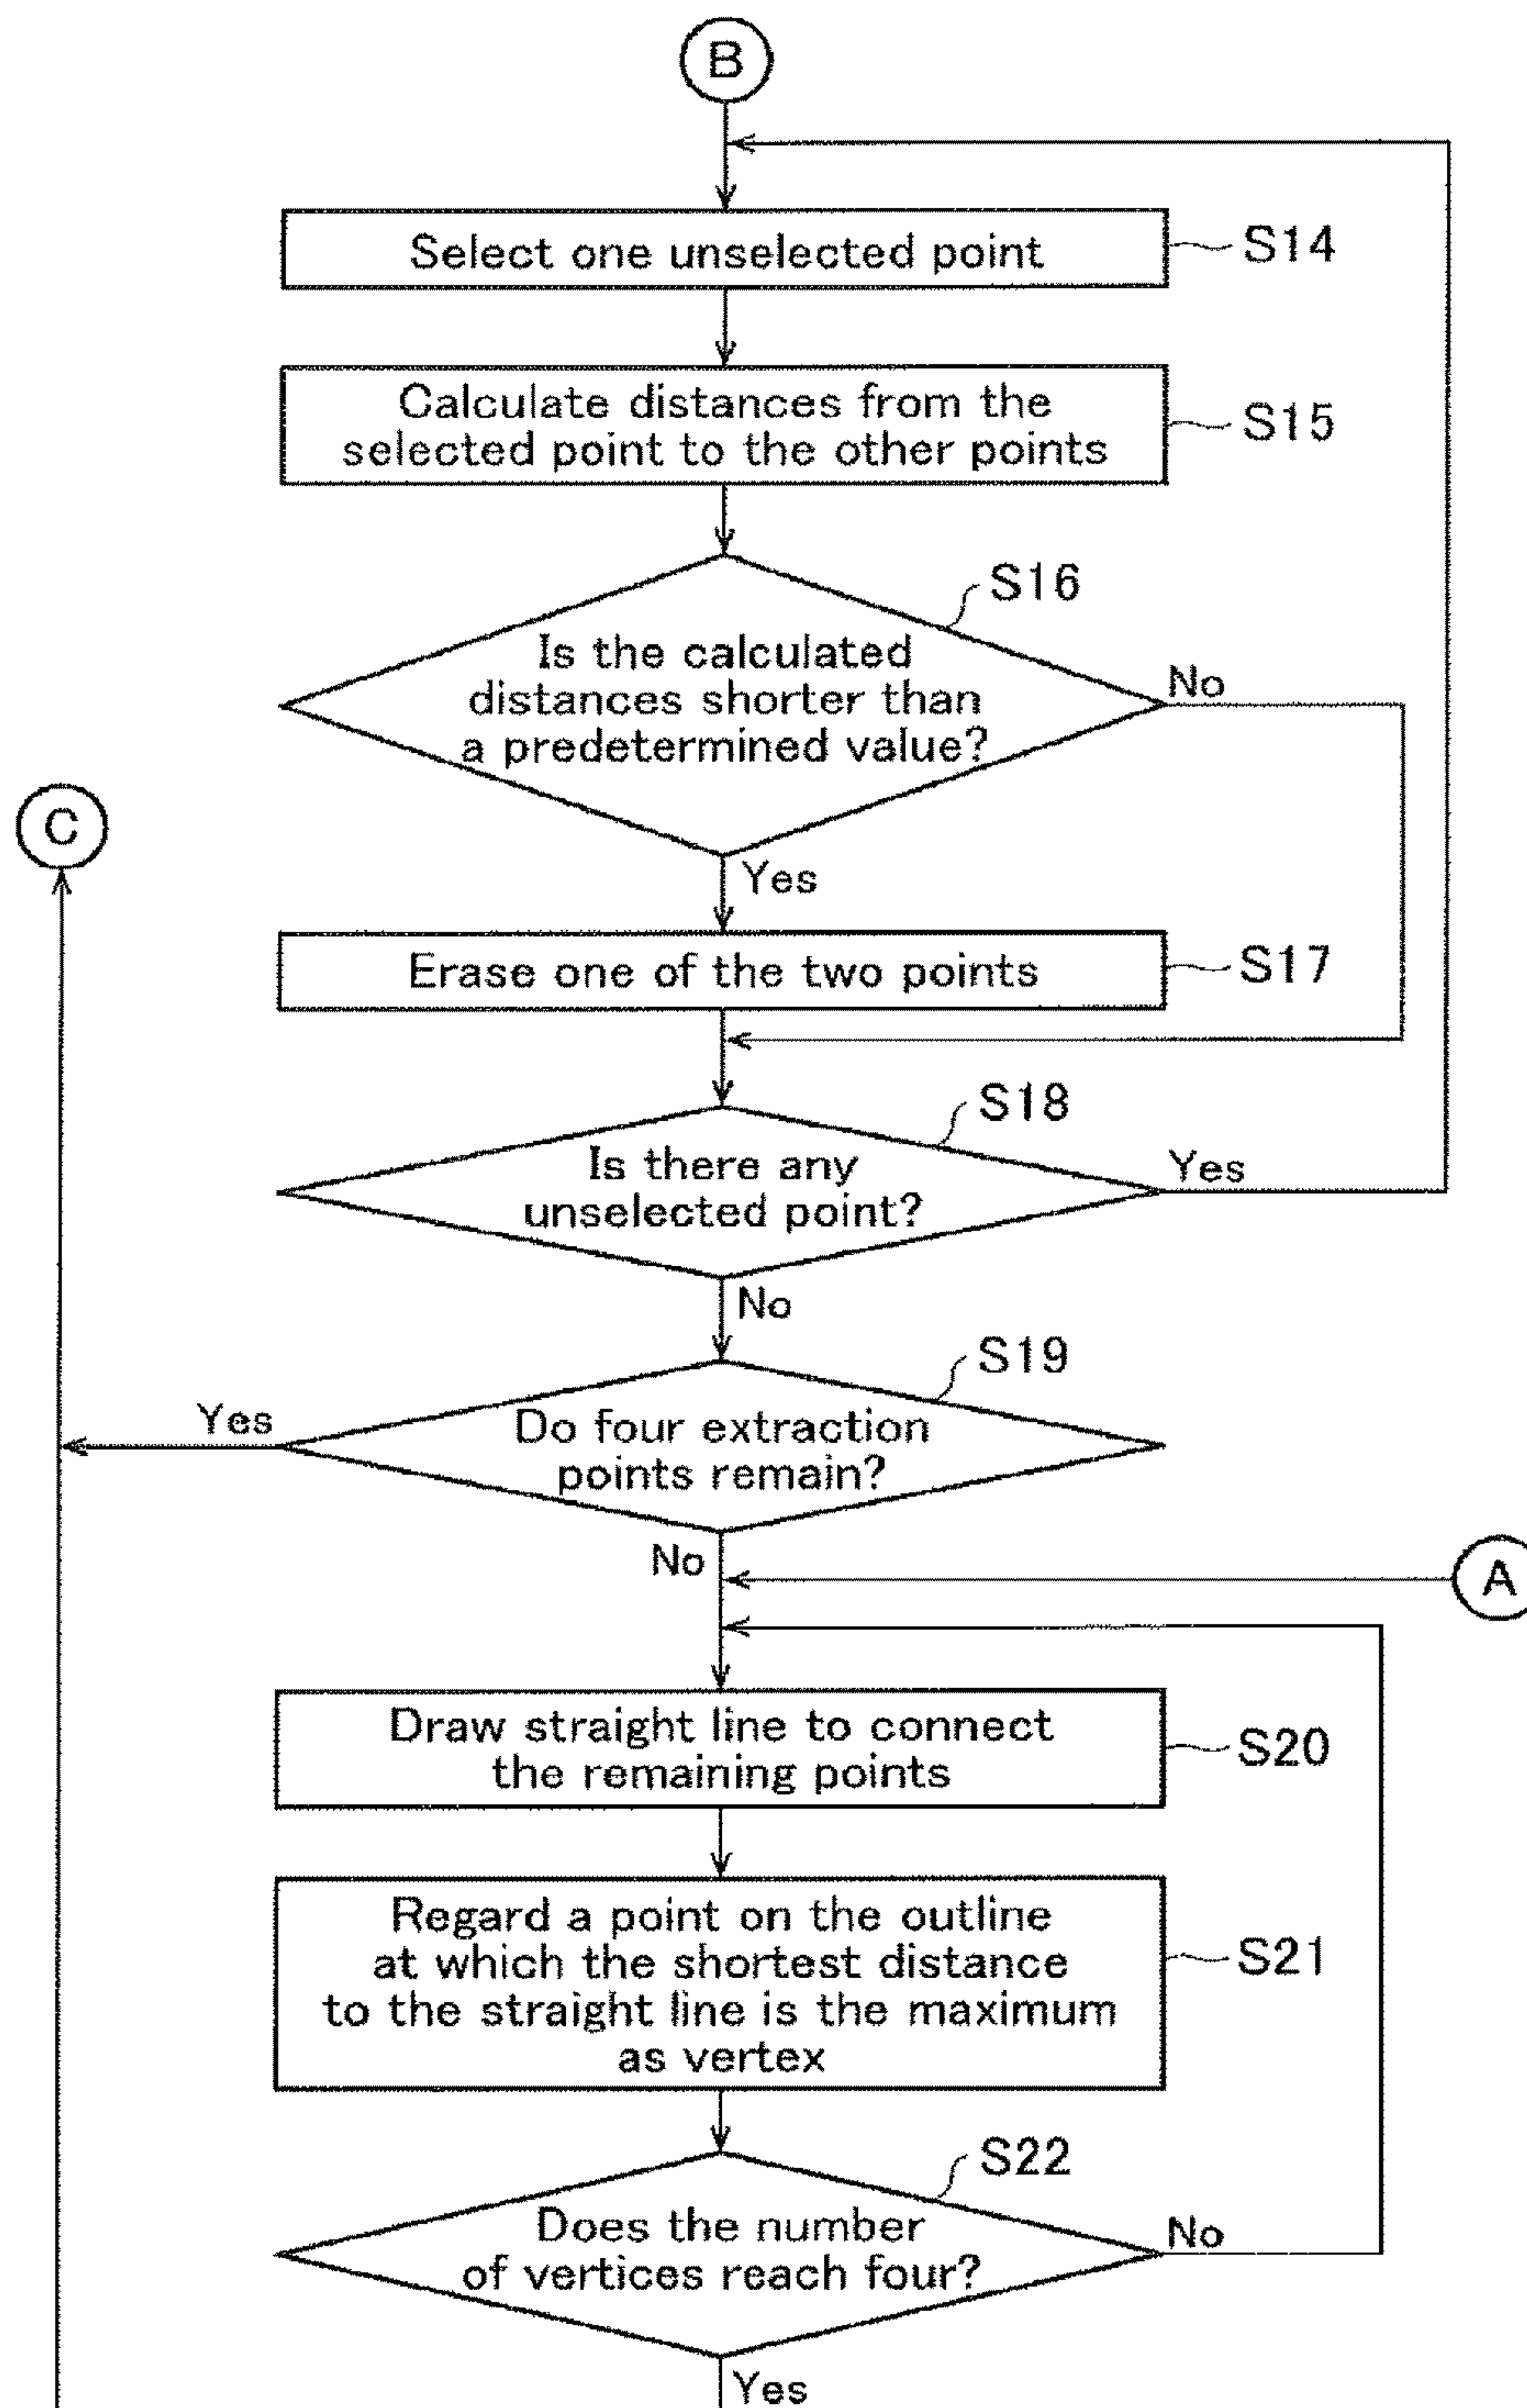 B
Select one unselected point
S14
Calculate distances from the
selected point to the other points
S15
S16
Is the calculated
distances shorter than
a predetermined value?
No
C
Yes
Erase one of the two points
S17
S18
Is there any
unselected point?
Yes
No
S19
Do four extraction
points remain?
Yes
No
A
Draw straight line to connect
the remaining points
S20
Regard a point on the outline
at which the shortest distance
to the straight line is the maximum
as vertex
S21
S22
Does the number
of vertices reach four?
No
Yes